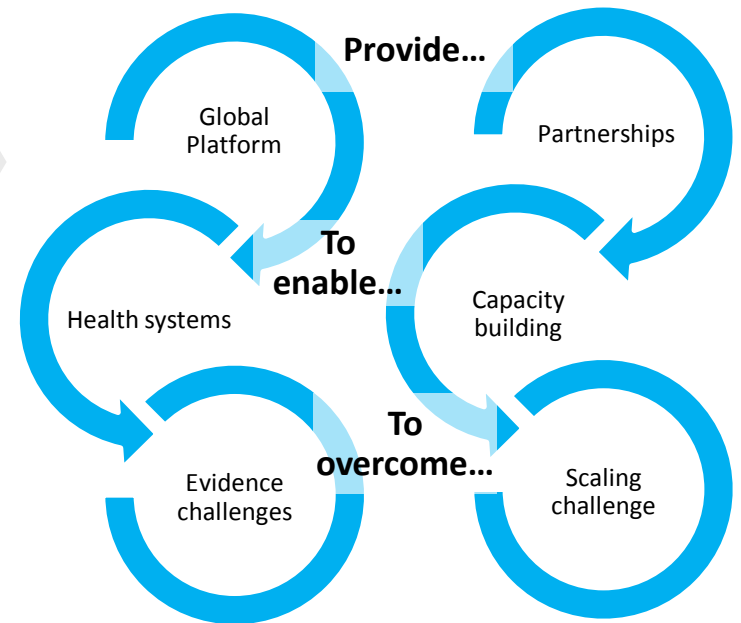 Provide…
Global
Platform
Partnerships
To
enable…
Health systems
Capacity
building
To
overcome…
Evidence
challenges
Scaling
challenge